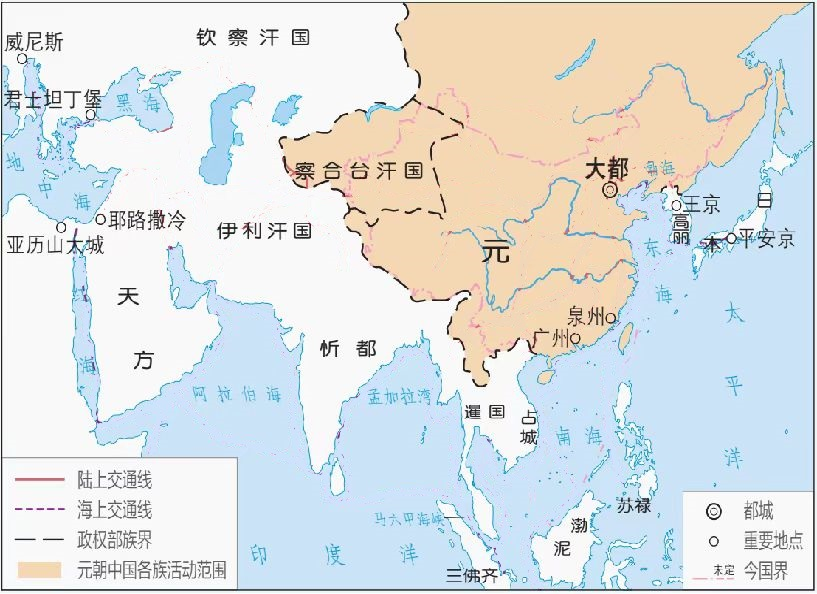 钦察汗国
威尼斯
君士坦丁堡
黑海
地中海
察合台汗国
大都
渤海
耶路撒冷
亚历山大城
伊利汗国
元
王京
高丽
日本
平安京
东海
天方
红海
忻都
泉州
广州
太平洋
阿拉伯海
孟加拉湾
暹国
占城
南海
陆上交通线
海上交通线
政权部族界
元朝中国各族活动范围
马六甲海峡
印度洋
三佛齐
渤泥
苏禄
都城
重要地点
未定
今国界